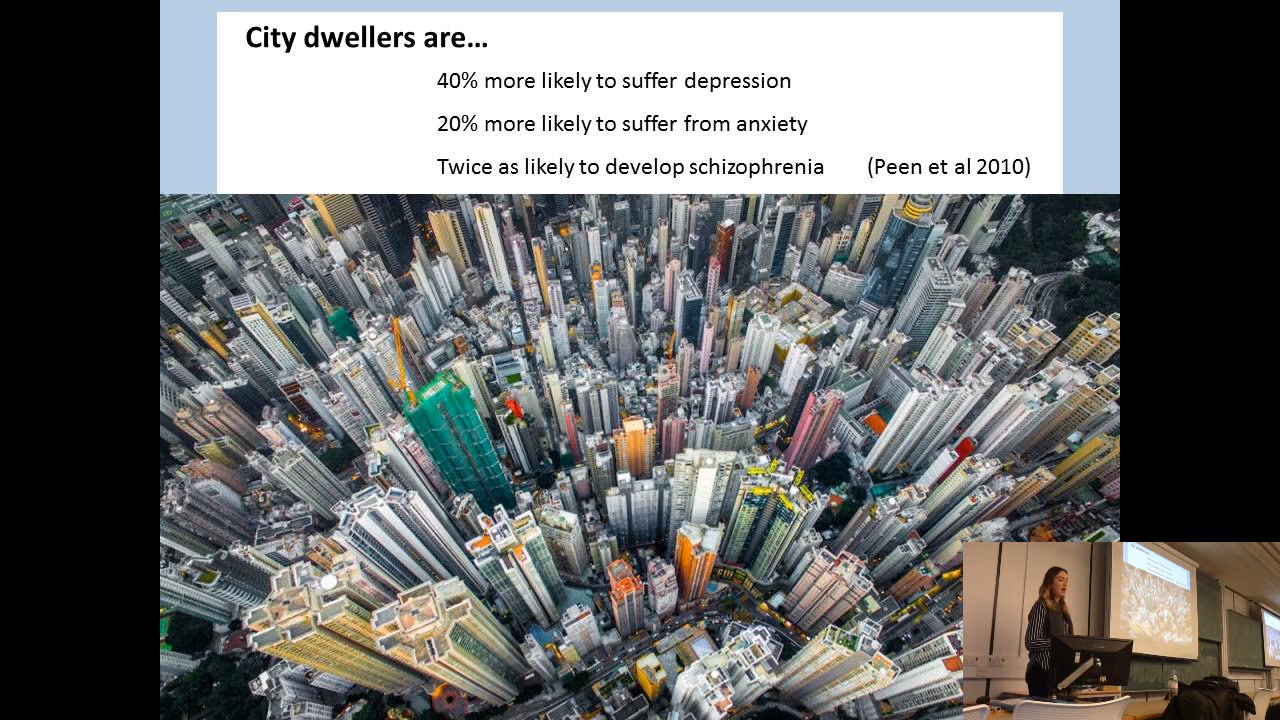 City dwellers are…
40% more likely to suffer depression
20% more likely to suffer from anxiety
Twice as likely to develop schizophrenia (Peen et al 2010)